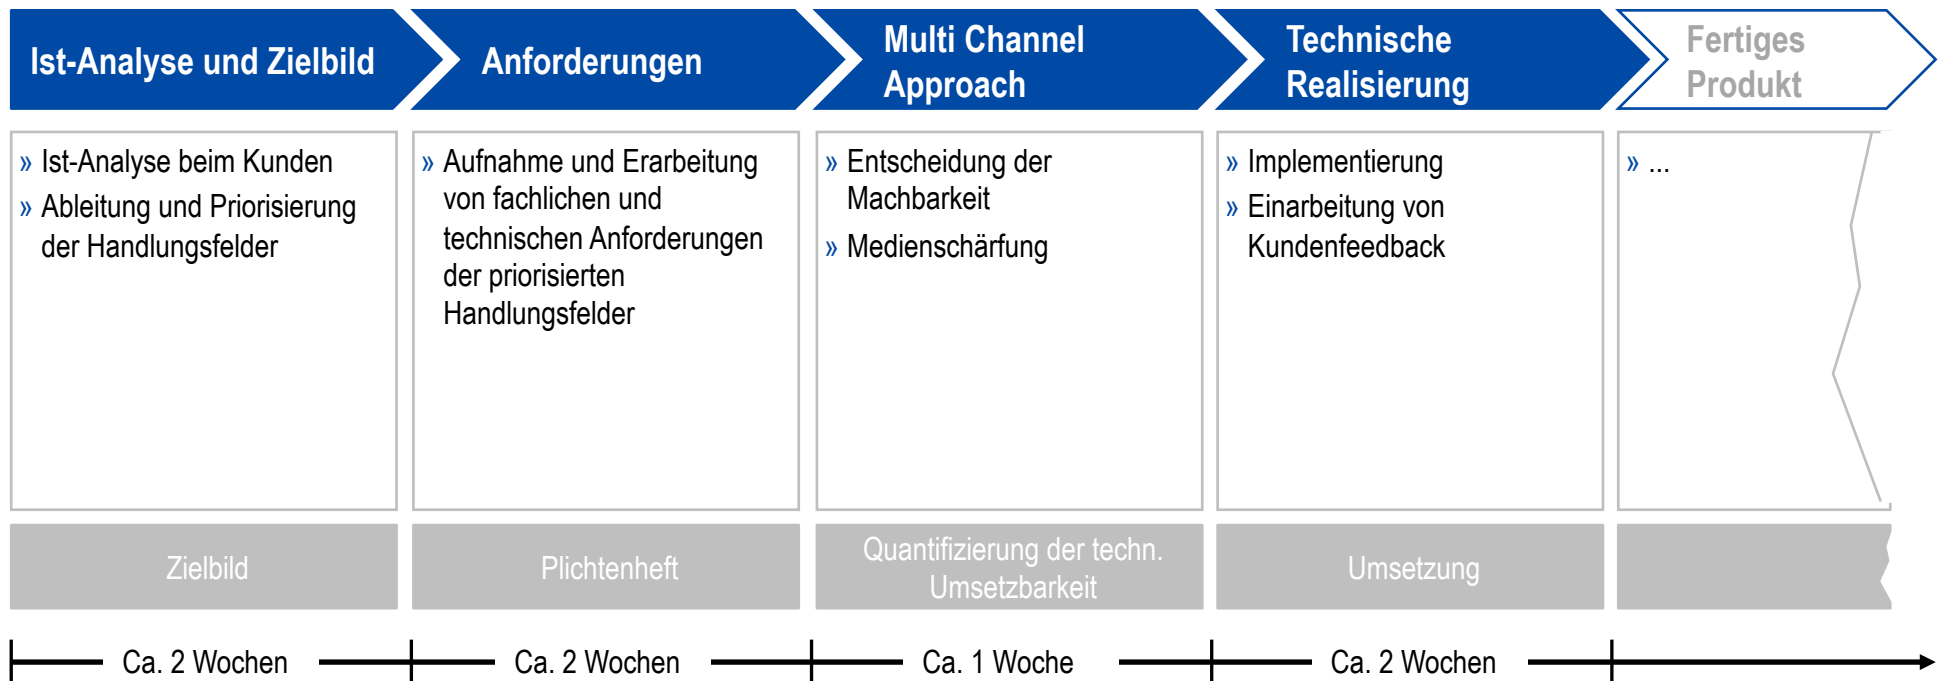 Ist-Analyse und Zielbild
Anforderungen
Multi Channel
Approach
Technische
Realisierung
Fertiges
Produkt
» Ist-Analyse beim Kunden
» Ableitung und Priorisierung
der Handlungsfelder
» Aufnahme und Erarbeitung
von fachlichen und
technischen Anforderungen
der priorisierten
Handlungsfelder
» Entscheidung der
Machbarkeit
» Medienschärfung
» Implementierung
» Einarbeitung von
Kundenfeedback
» ...
Zielbild
Plichtenheft
Quantifizierung der techn.
Umsetzbarkeit
Umsetzung
Ca. 2 Wochen
Ca. 2 Wochen
Ca. 1 Woche
Ca. 2 Wochen